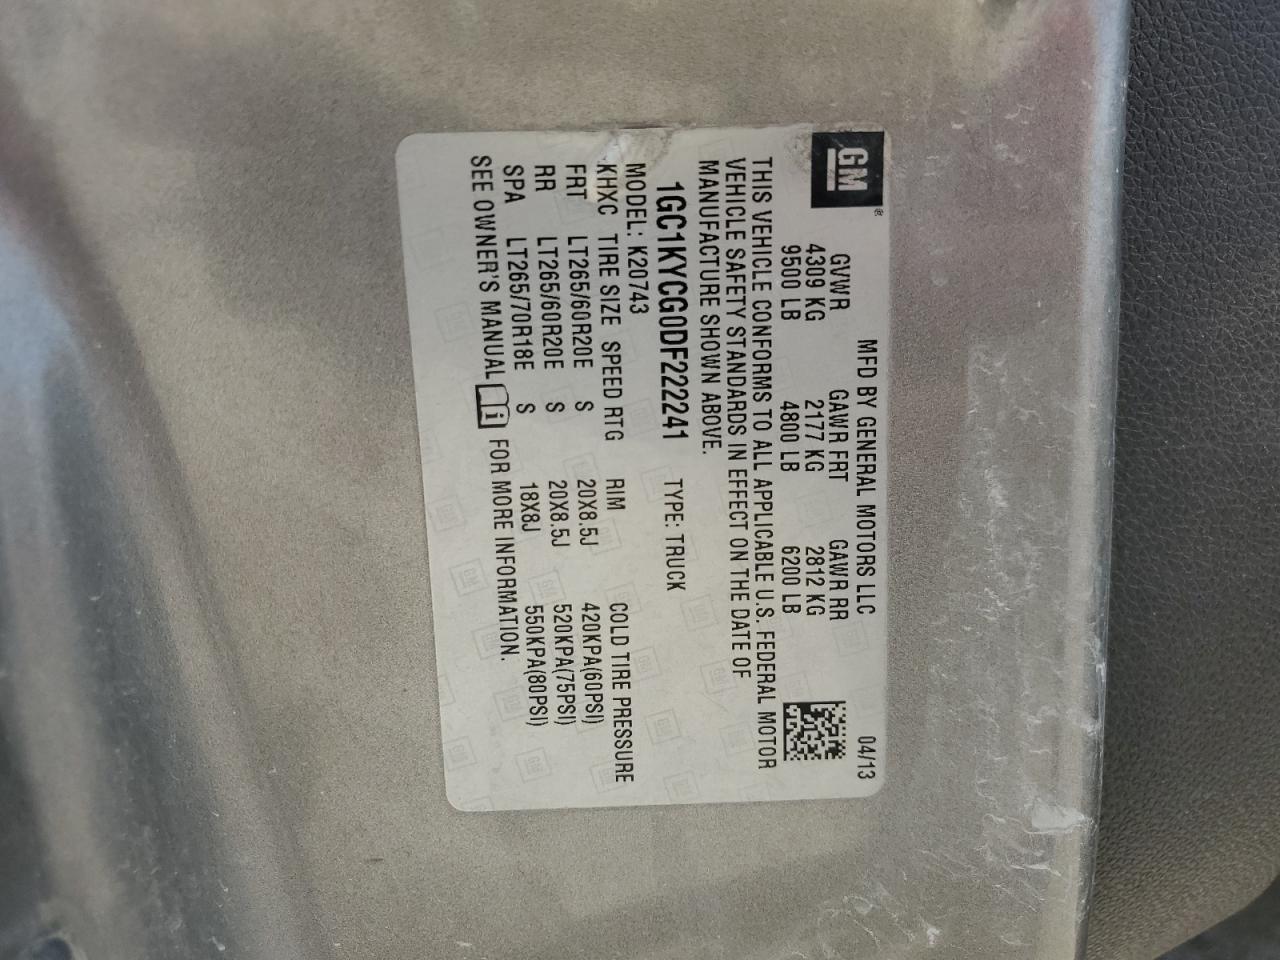 GM®
MFD BY GENERAL MOTORS LLC 04/13
GVWR GAWR FRT GAWR RR
4309 KG 2177 KG 2812 KG
9500 LB 4800 LB 6200 LB
THIS VEHICLE CONFORMS TO ALL APPLICABLE U.S. FEDERAL MOTOR
VEHICLE SAFETY STANDARDS IN EFFECT ON THE DATE OF
MANUFACTURE SHOWN ABOVE.
1GC1KYCG0DF222241 TYPE: TRUCK
MODEL: K20743
KHXC TIRE SIZE SPEED RTG RIM COLD TIRE PRESSURE
FRT LT265/60R20E S 20X8.5J 420KPA(60PSI)
RR LT265/60R20E S 20X8.5J 520KPA(75PSI)
SPA LT265/70R18E S 18X8J 550KPA(80PSI)
SEE OWNER'S MANUAL i FOR MORE INFORMATION.